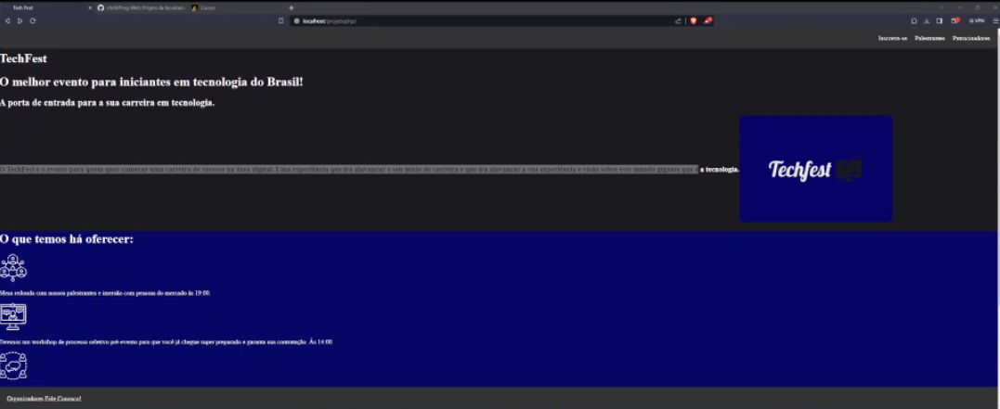 Tech Fest
Curoro
localhost/projetophp/
VPN
Inscreva-se Palestrantes Patrocinadores
TechFest
O melhor evento para iniciantes em tecnologia do Brasil!
A porta de entrada para a sua carreira em tecnologia.
O TechFest é o evento para quem quer começar uma carreira de sucesso na área digital. Uma experiência que irá alavancar o seu início de carreira e que irá alavancar a sua experiência e visão sobre este mundo gigante que é a tecnologia.
Techfest
O que temos há oferecer:
Mesa redonda com nossos palestrantes e imersão com pessoas do mercado às 19:00.
Teremos um workshop de processo seletivo pré-evento para que você já chegue super preparado e garanta sua contratação. Às 14:00
Organizadores Fale Conosco!